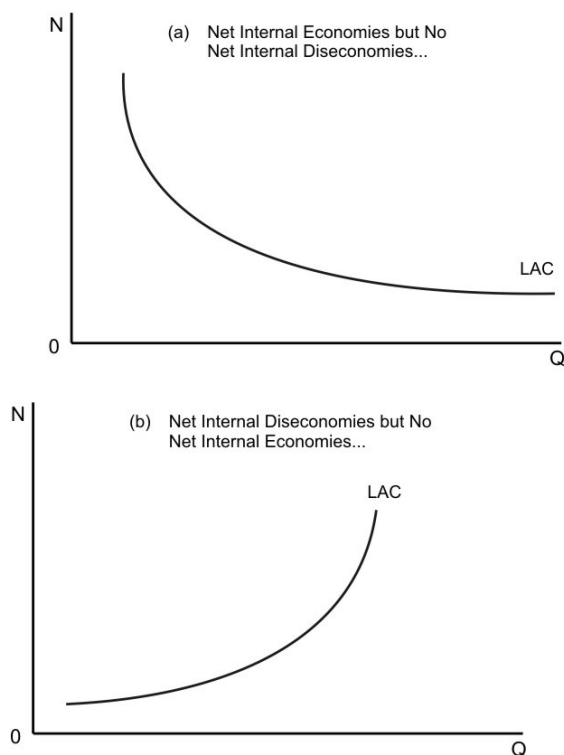 N
(a) Net Internal Economies but No
Net Internal Diseconomies...
LAC
0
Q
N
(b) Net Internal Diseconomies but No
Net Internal Economies...
LAC
0
Q